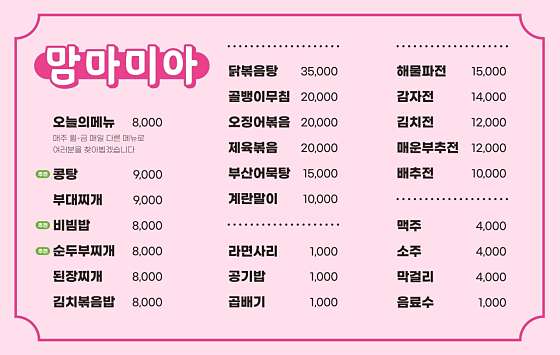 맘마미아
오늘의메뉴 8,000
매주 월-금 매일 다른 메뉴로
여러분을 찾아뵙겠습니다
콩탕 9,000
부대찌개 9,000
비빔밥 8,000
순두부찌개 8,000
된장찌개 8,000
김치볶음밥 8,000
닭볶음탕 35,000
골뱅이무침 20,000
오징어볶음 20,000
제육볶음 20,000
부산어묵탕 15,000
계란말이 10,000
라면사리 1,000
공기밥 1,000
곱배기 1,000
해물파전 15,000
감자전 14,000
김치전 12,000
매운부추전 12,000
배추전 10,000
맥주 4,000
소주 4,000
막걸리 4,000
음료수 1,000